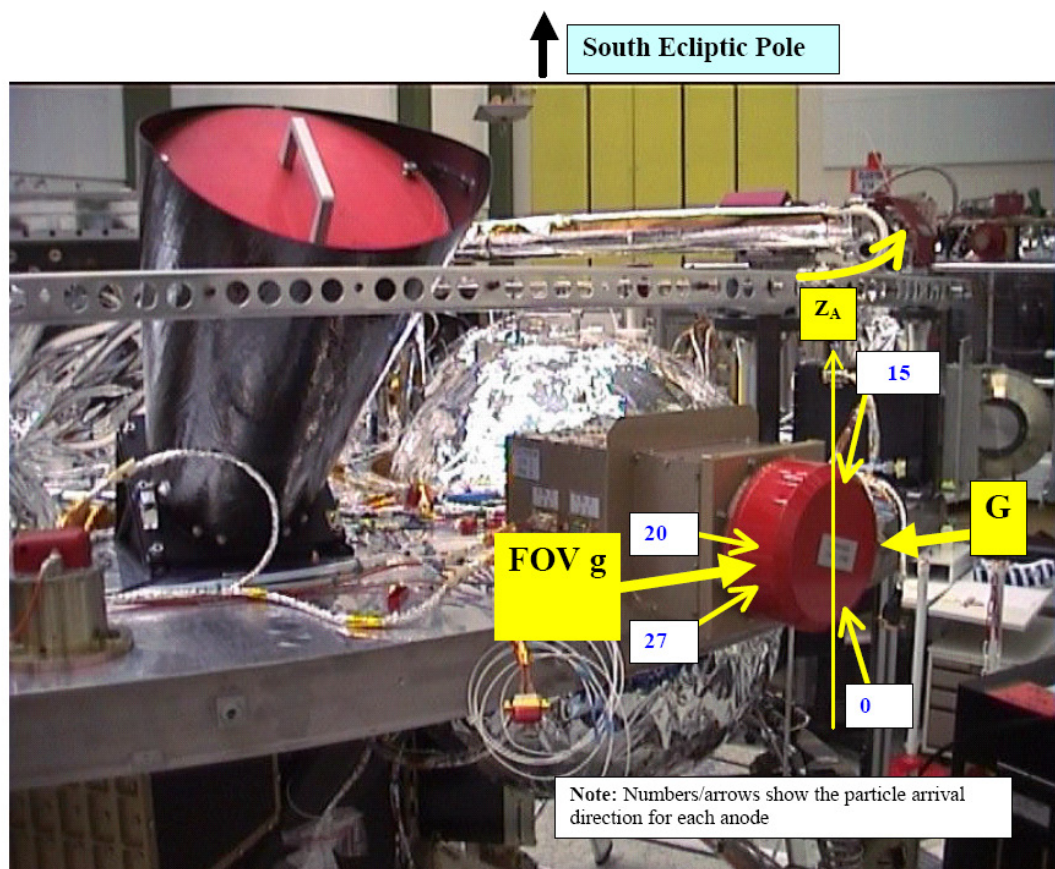 South Ecliptic Pole
Z_A
15
G
20
FOV g
27
0
Note: Numbers/arrows show the particle arrival
direction for each anode